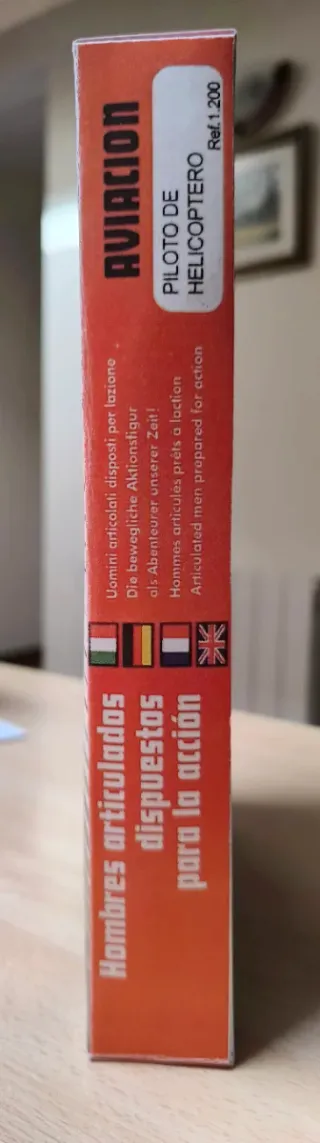 Hombres articulados
dispuestos
para la acción
Uomini articolati disposti per lazione
Die bewegliche Aktionsfigur
als Abenteurer unserer Zeit!
Hommes articulés prêts a laction
Articulated men prepared for action
AVIACION
PILOTO DE
HELICOPTERO
Ref.1.200